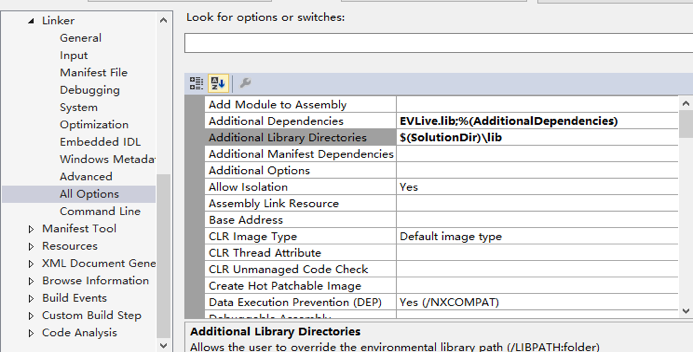 Linker
General
Input
Manifest File
Debugging
System
Optimization
Embedded IDL
Windows Metada
Advanced
All Options
Command Line
Manifest Tool
Resources
XML Document Gene
Browse Information
Build Events
Custom Build Step
Code Analysis
Look for options or switches:
Add Module to Assembly
Additional Dependencies EVLive.lib;%(AdditionalDependencies)
Additional Library Directories $(SolutionDir)\lib
Additional Manifest Dependencies
Additional Options
Allow Isolation Yes
Assembly Link Resource
Base Address
CLR Image Type Default image type
CLR Thread Attribute
CLR Unmanaged Code Check
Create Hot Patchable Image
Data Execution Prevention (DEP) Yes (/NXCOMPAT)
Debuggable Assembly
Additional Library Directories
Allows the user to override the environmental library path (/LIBPATH:folder)